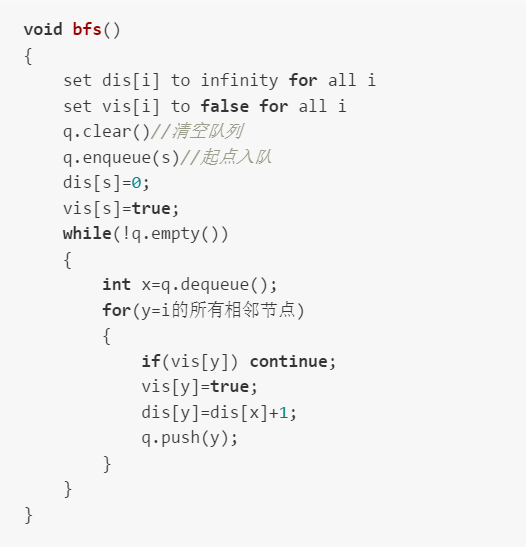 void bfs()
{
    set dis[i] to infinity for all i
    set vis[i] to false for all i
    q.clear()//清空队列
    q.enqueue(s)//起点入队
    dis[s]=0;
    vis[s]=true;
    while(!q.empty())
    {
        int x=q.dequeue();
        for(y=i的所有相邻节点)
        {
            if(vis[y]) continue;
            vis[y]=true;
            dis[y]=dis[x]+1;
            q.push(y);
        }
    }
}